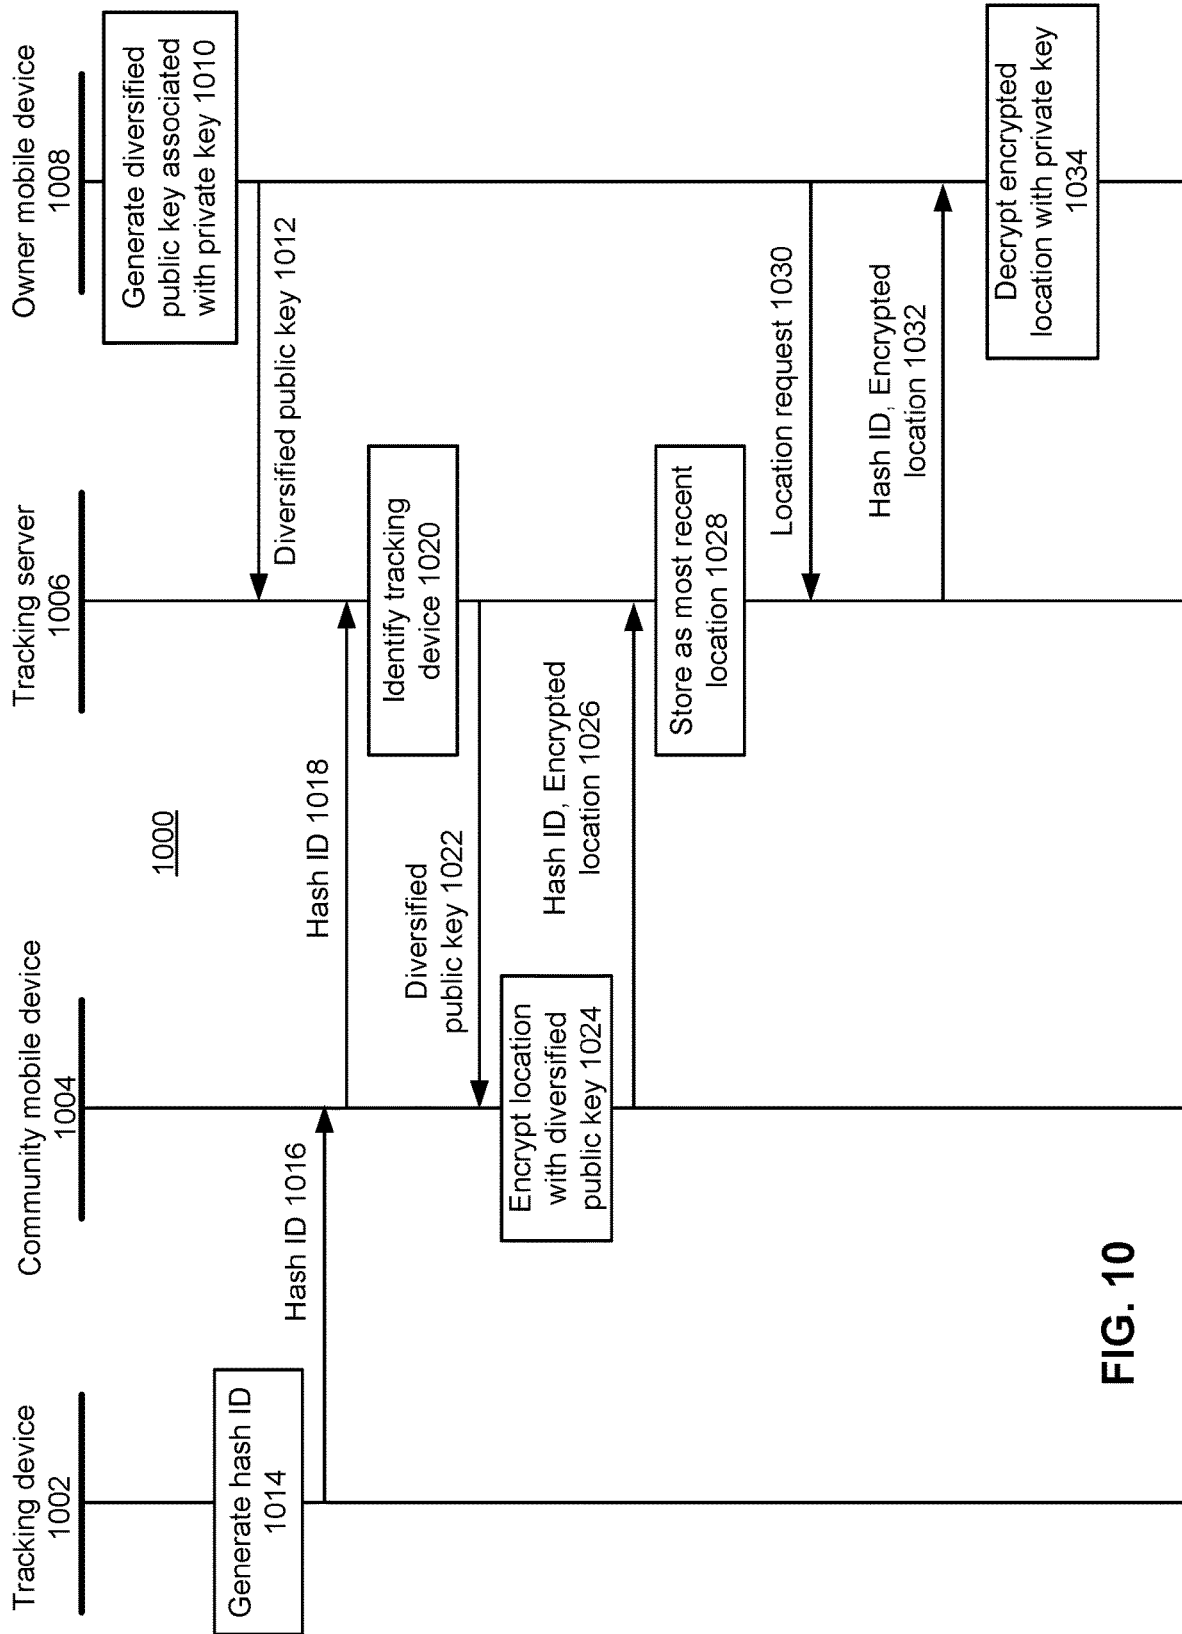 Tracking device
1002
Community mobile device
1004
Tracking server
1006
Owner mobile device
1008
1000
Generate diversified
public key associated
with private key 1010
Diversified public key 1012
Generate hash ID
1014
Hash ID 1016
Hash ID 1018
Identify tracking
device 1020
Diversified
public key 1022
Encrypt location
with diversified
public key 1024
Hash ID, Encrypted
location 1026
Store as most recent
location 1028
Location request 1030
Hash ID, Encrypted
location 1032
Decrypt encrypted
location with private key
1034
FIG. 10